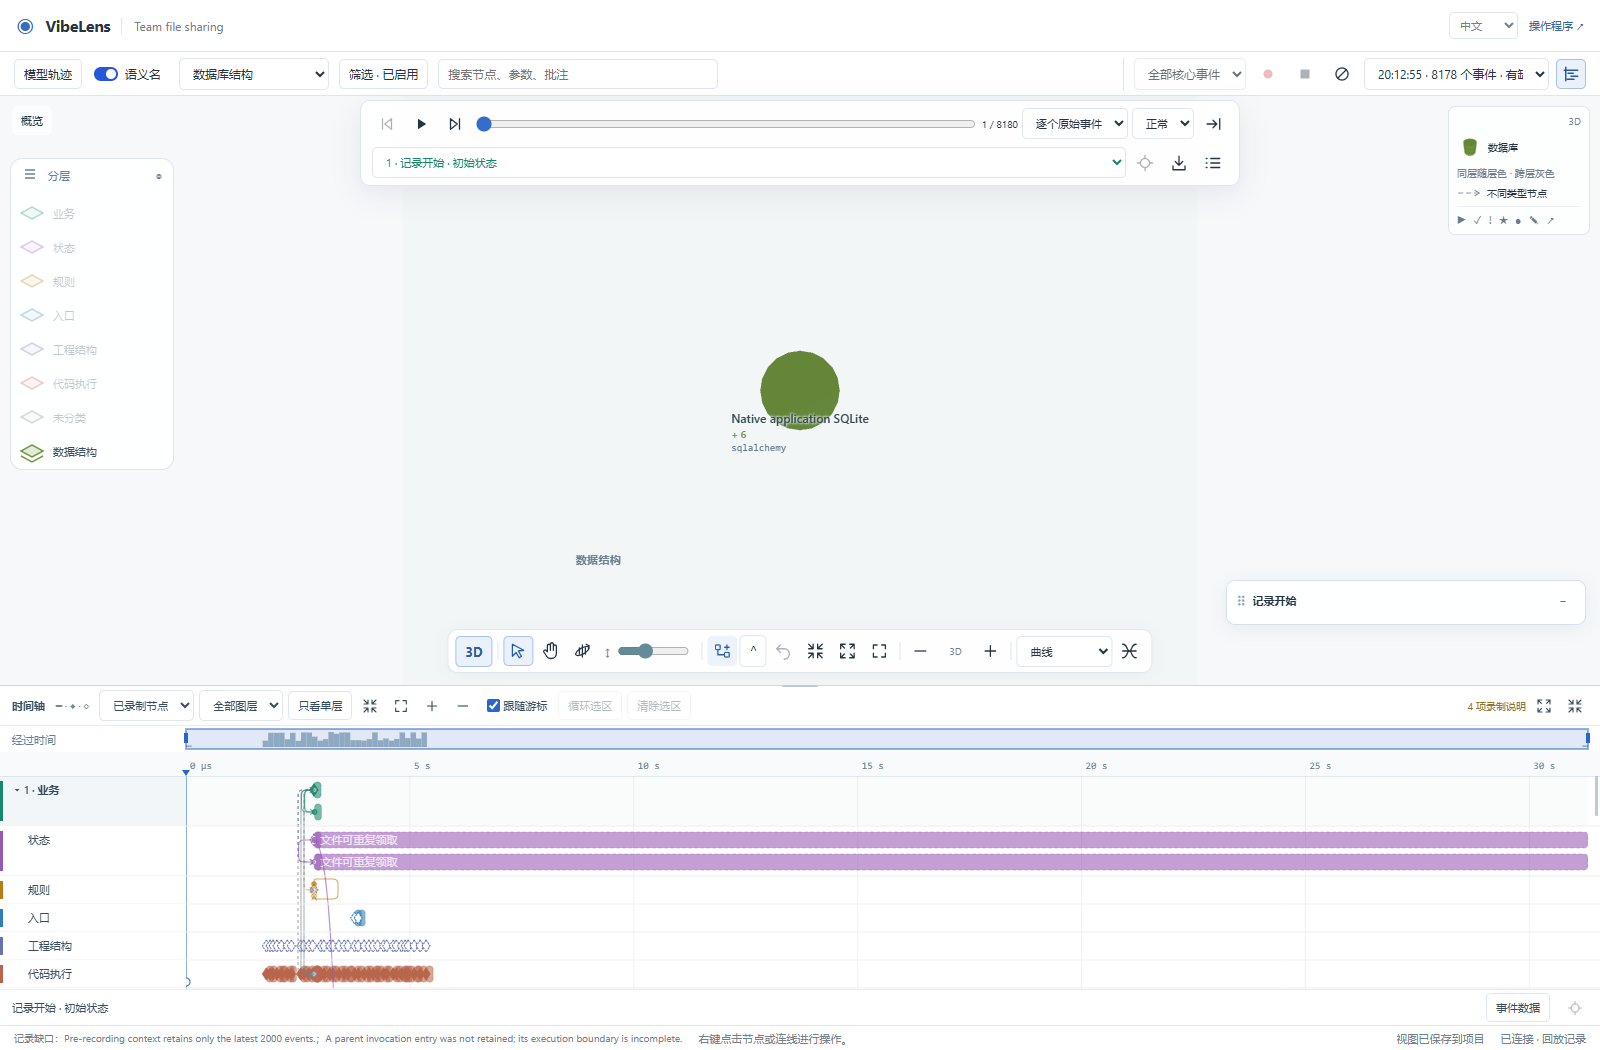 VibeLens
Team file sharing
中文
操作程序 ↗
模型轨迹
语义名
数据库结构
筛选 · 已启用
搜索节点、参数、批注
全部核心事件
20:12:55 · 8178 个事件 · 有缺
概览
1 / 8180
逐个原始事件
正常
1 · 记录开始 · 初始状态
3D
数据库
同层随层色 · 跨层灰色
不同类型节点
分层
业务
状态
规则
入口
工程结构
代码执行
未分类
数据结构
Native application SQLite
+ 6
sqlalchemy
数据结构
记录开始
3D
3D
曲线
时间轴
已录制节点
全部图层
只看单层
跟随游标
循环选区
清除选区
4 项录制说明
经过时间
0 μs
5 s
10 s
15 s
20 s
25 s
30 s
1 · 业务
状态
文件可重复领取
文件可重复领取
规则
入口
工程结构
代码执行
记录开始 · 初始状态
事件数据
记录缺口: Pre-recording context retains only the latest 2000 events.; A parent invocation entry was not retained; its execution boundary is incomplete.
右键点击节点或连线进行操作。
视图已保存到项目
已连接 · 回放记录